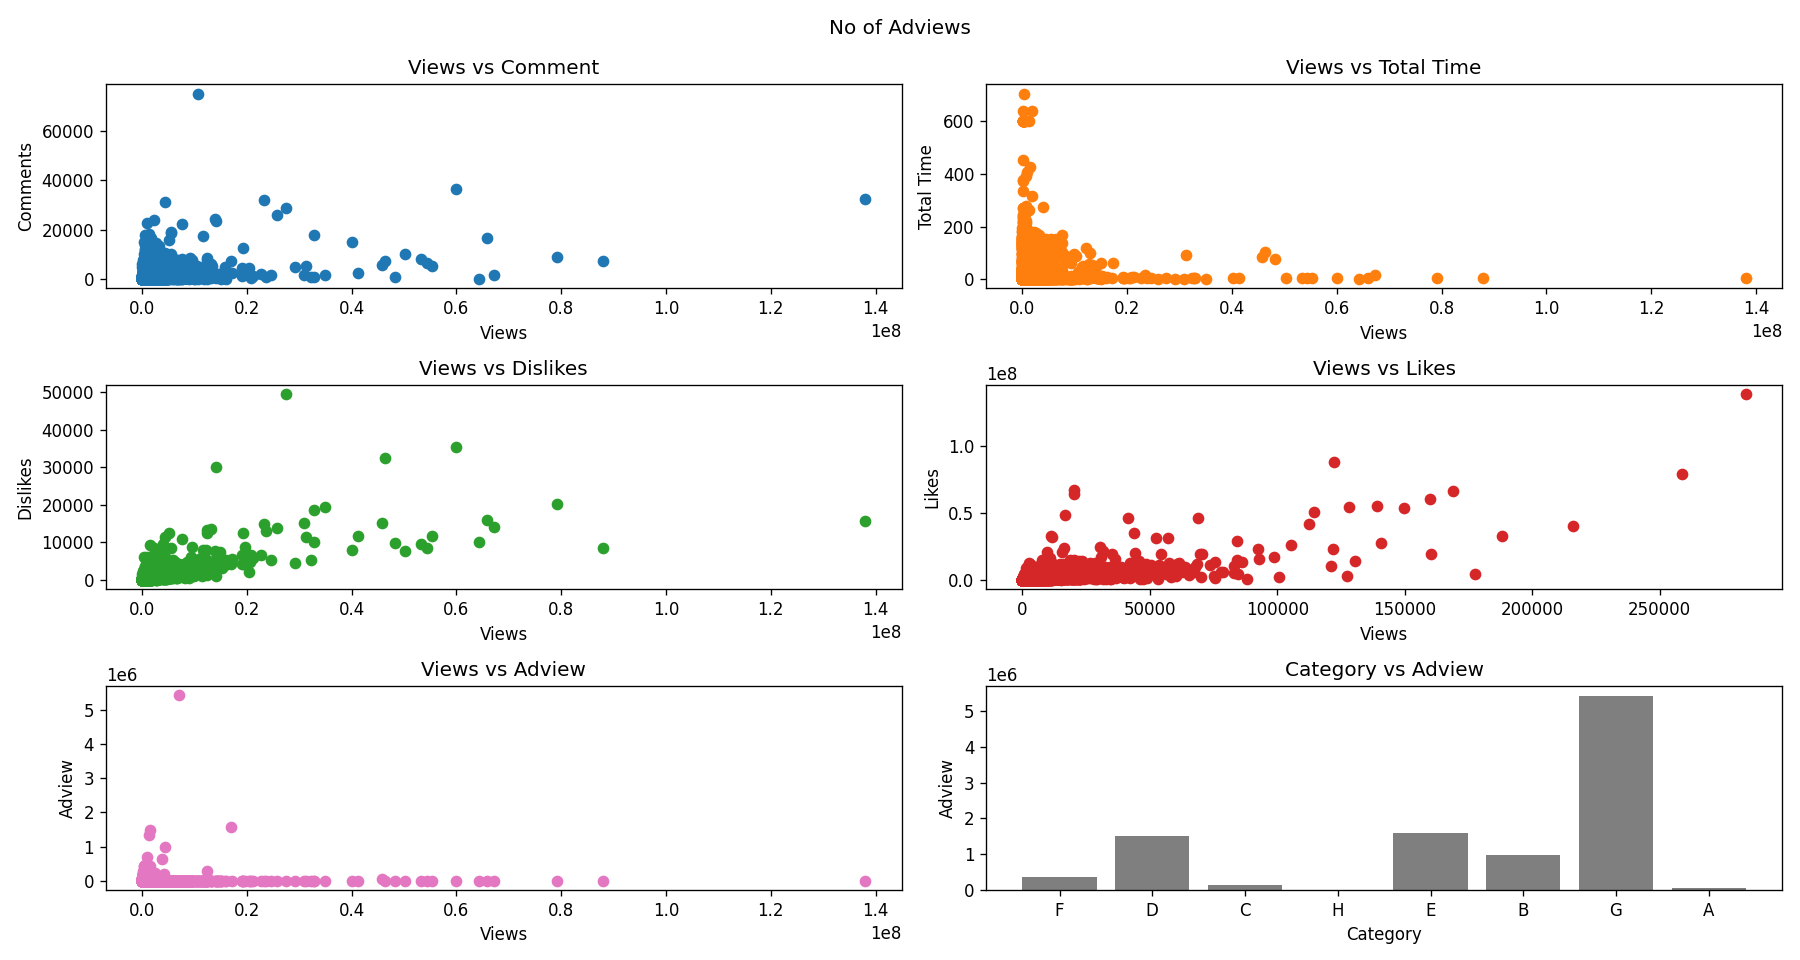 No of Adviews
Views vs Comment
Comments
60000
40000
20000
0
0.0 0.2 0.4 0.6 0.8 1.0 1.2 1.4
1e8
Views
Views vs Total Time
Total Time
600
400
200
0
0.0 0.2 0.4 0.6 0.8 1.0 1.2 1.4
1e8
Views
Views vs Dislikes
Dislikes
50000
40000
30000
20000
10000
0
0.0 0.2 0.4 0.6 0.8 1.0 1.2 1.4
1e8
Views
Views vs Likes
1e8
Likes
1.0
0.5
0.0
0 50000 100000 150000 200000 250000
Views
Views vs Adview
1e6
Adview
5
4
3
2
1
0
0.0 0.2 0.4 0.6 0.8 1.0 1.2 1.4
1e8
Views
Category vs Adview
1e6
Adview
5
4
3
2
1
0
F D C H E B G A
Category